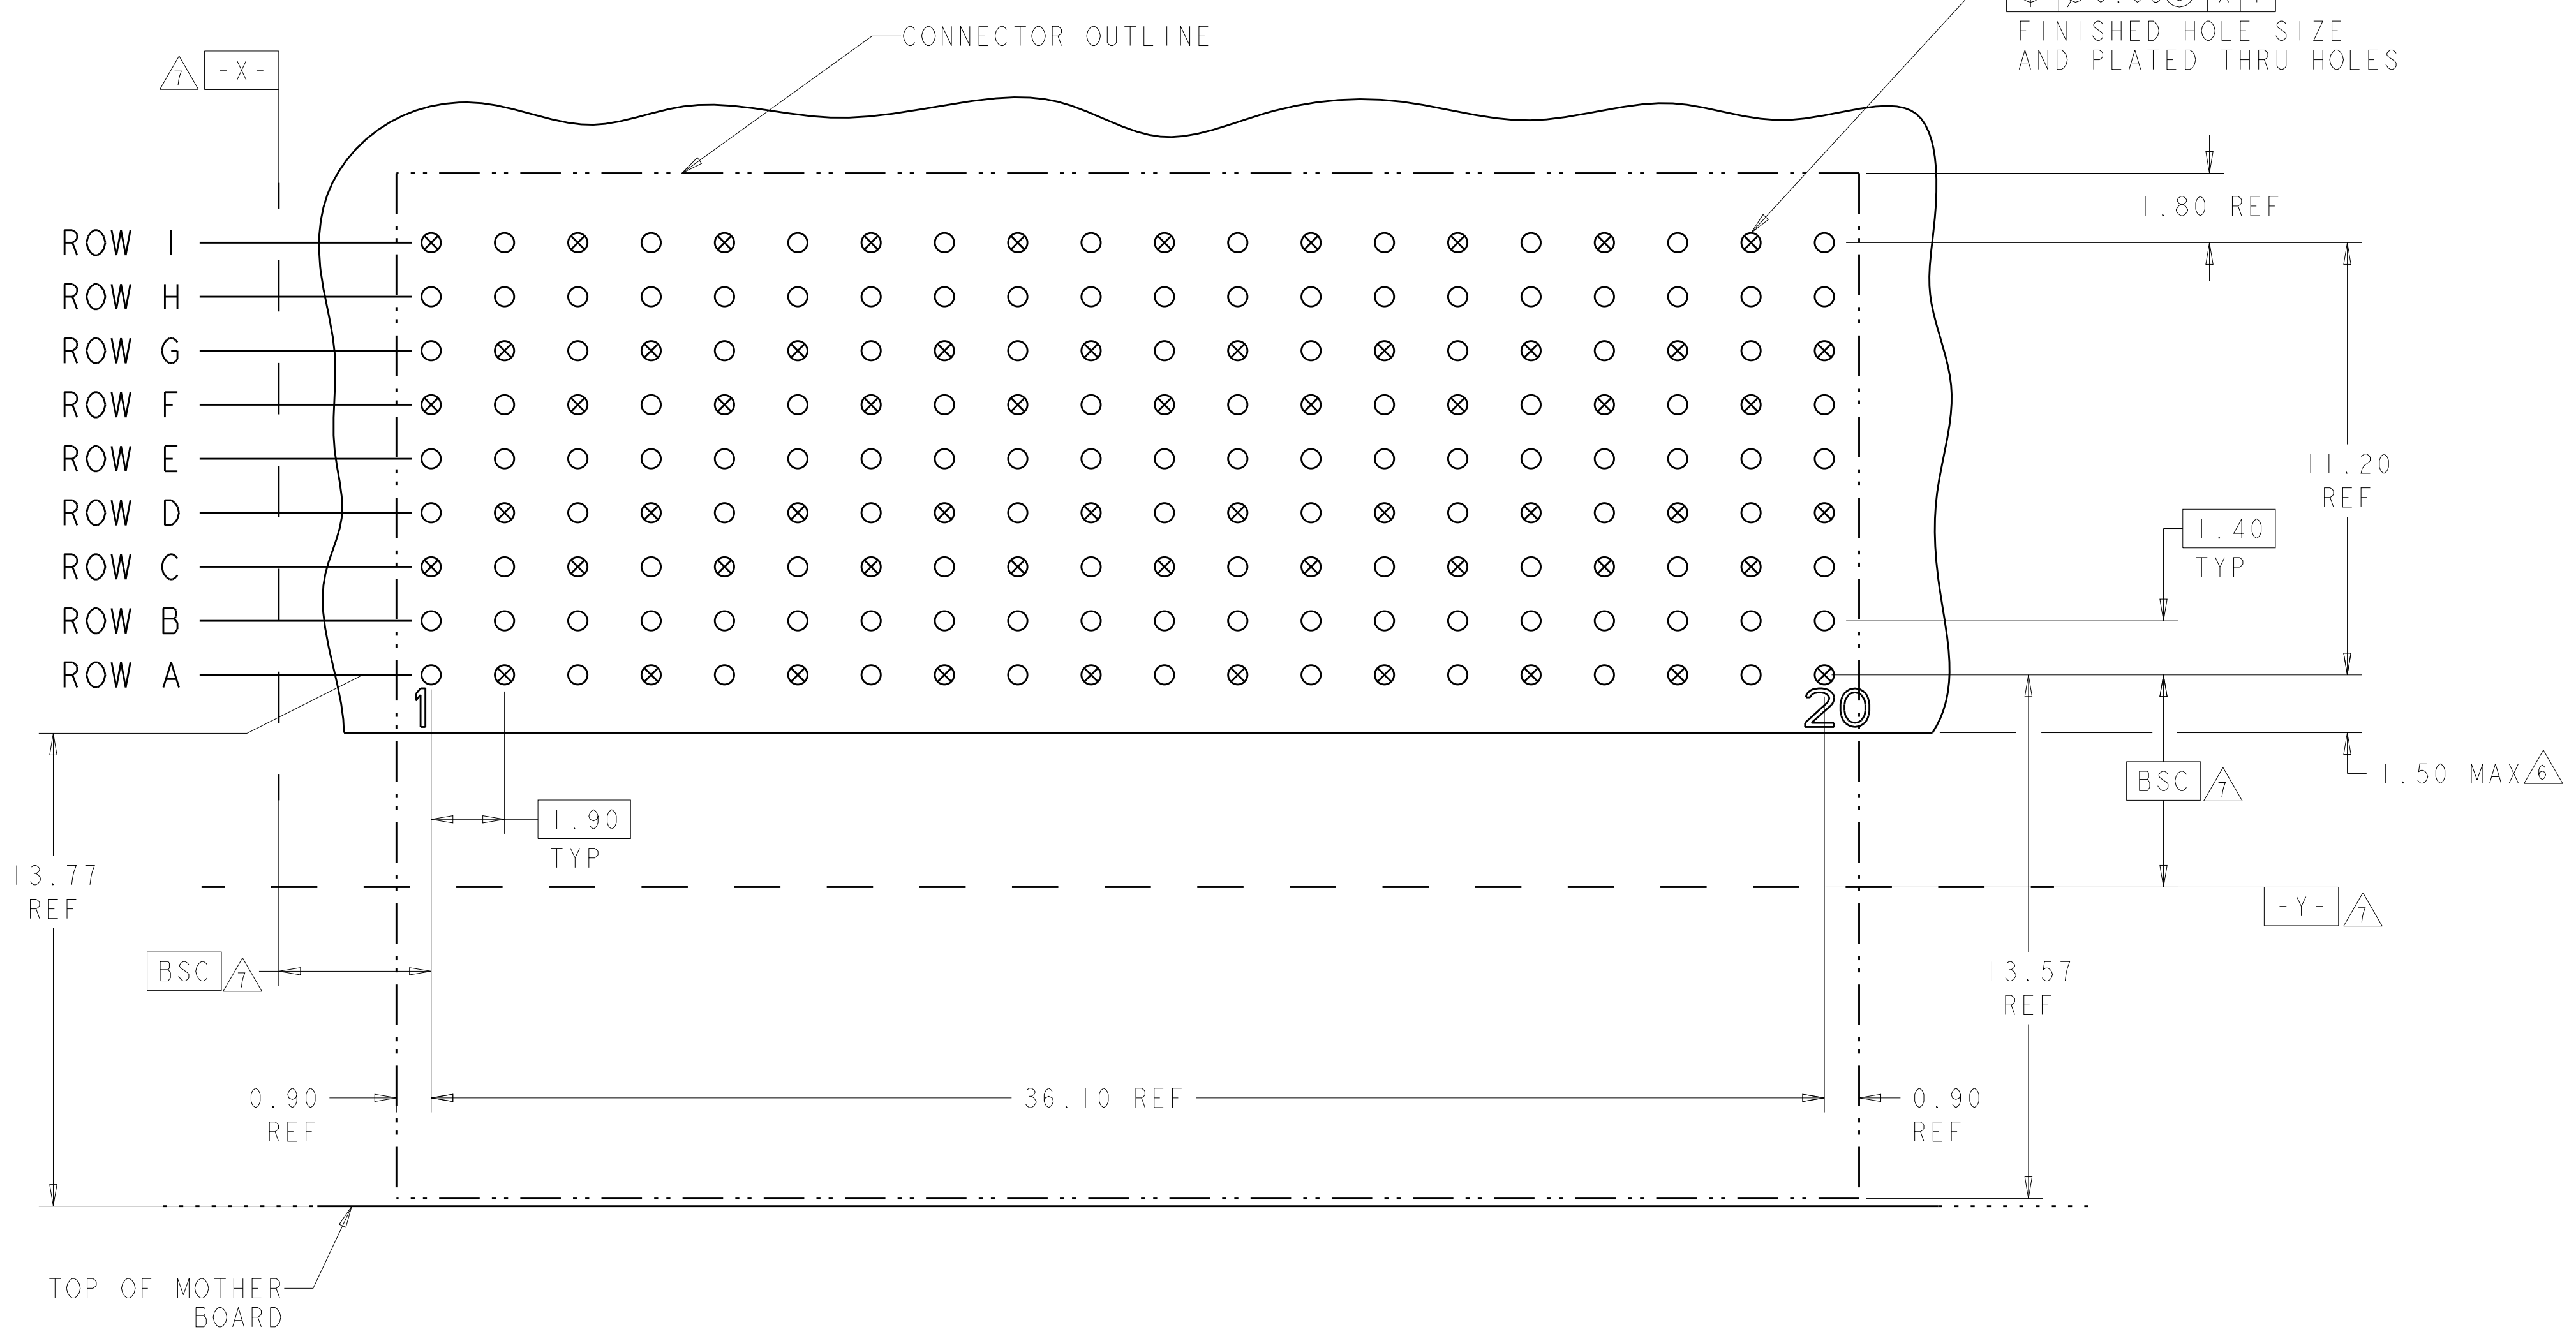 CONNECTOR OUTLINE
FINISHED HOLE SIZE
AND PLATED THRU HOLES
7 -X-
1.80 REF
ROW I
ROW H
ROW G
ROW F
ROW E
ROW D
ROW C
ROW B
ROW A
11.20
REF
1.40
TYP
1
20
1.50 MAX 6
BSC 7
1.90
TYP
13.77
REF
-Y- 7
BSC 7
13.57
REF
0.90
REF
36.10 REF
0.90
REF
TOP OF MOTHER
BOARD